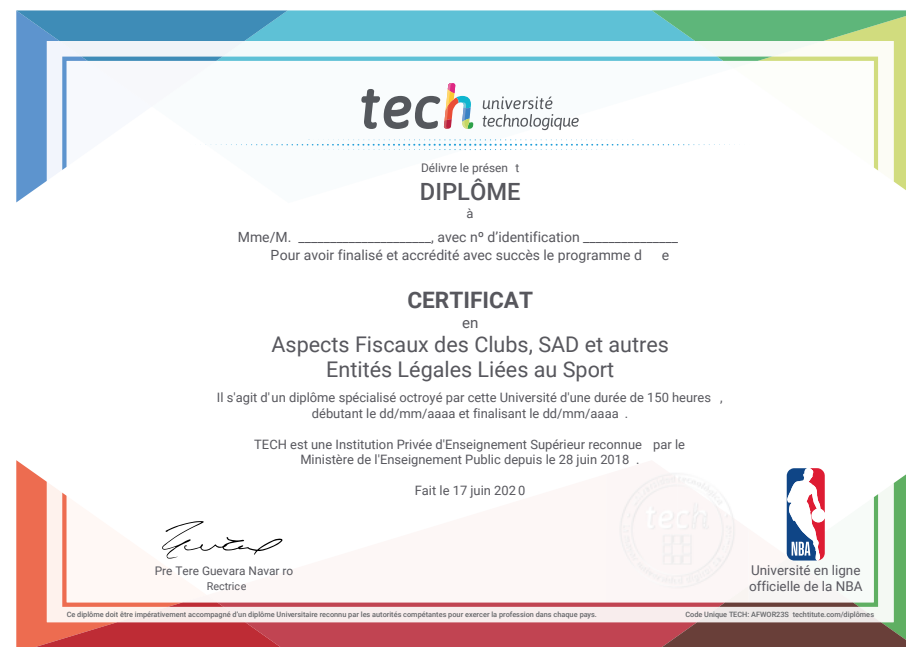 tech université
technologique
Délivre le présen t
DIPLÔME
à
Mme/M. _____________________, avec nº d'identification _______________
Pour avoir finalisé et accrédité avec succès le programme d e
CERTIFICAT
en
Aspects Fiscaux des Clubs, SAD et autres
Entités Légales Liées au Sport
Il s'agit d'un diplôme spécialisé octroyé par cette Université d'une durée de 150 heures ,
débutant le dd/mm/aaaa et finalisant le dd/mm/aaaa .
TECH est une Institution Privée d'Enseignement Supérieur reconnue par le
Ministère de l'Enseignement Public depuis le 28 juin 2018 .
Fait le 17 juin 2020
tech
NBA
Pre Tere Guevara Navar ro
Rectrice
Université en ligne
officielle de la NBA
Ce diplôme doit être impérativement accompagné d'un diplôme Universitaire reconnu par les autorités compétantes pour exercer la profession dans chaque pays.
Code Unique TECH: AFWOR23S techtitute.com/diplômes